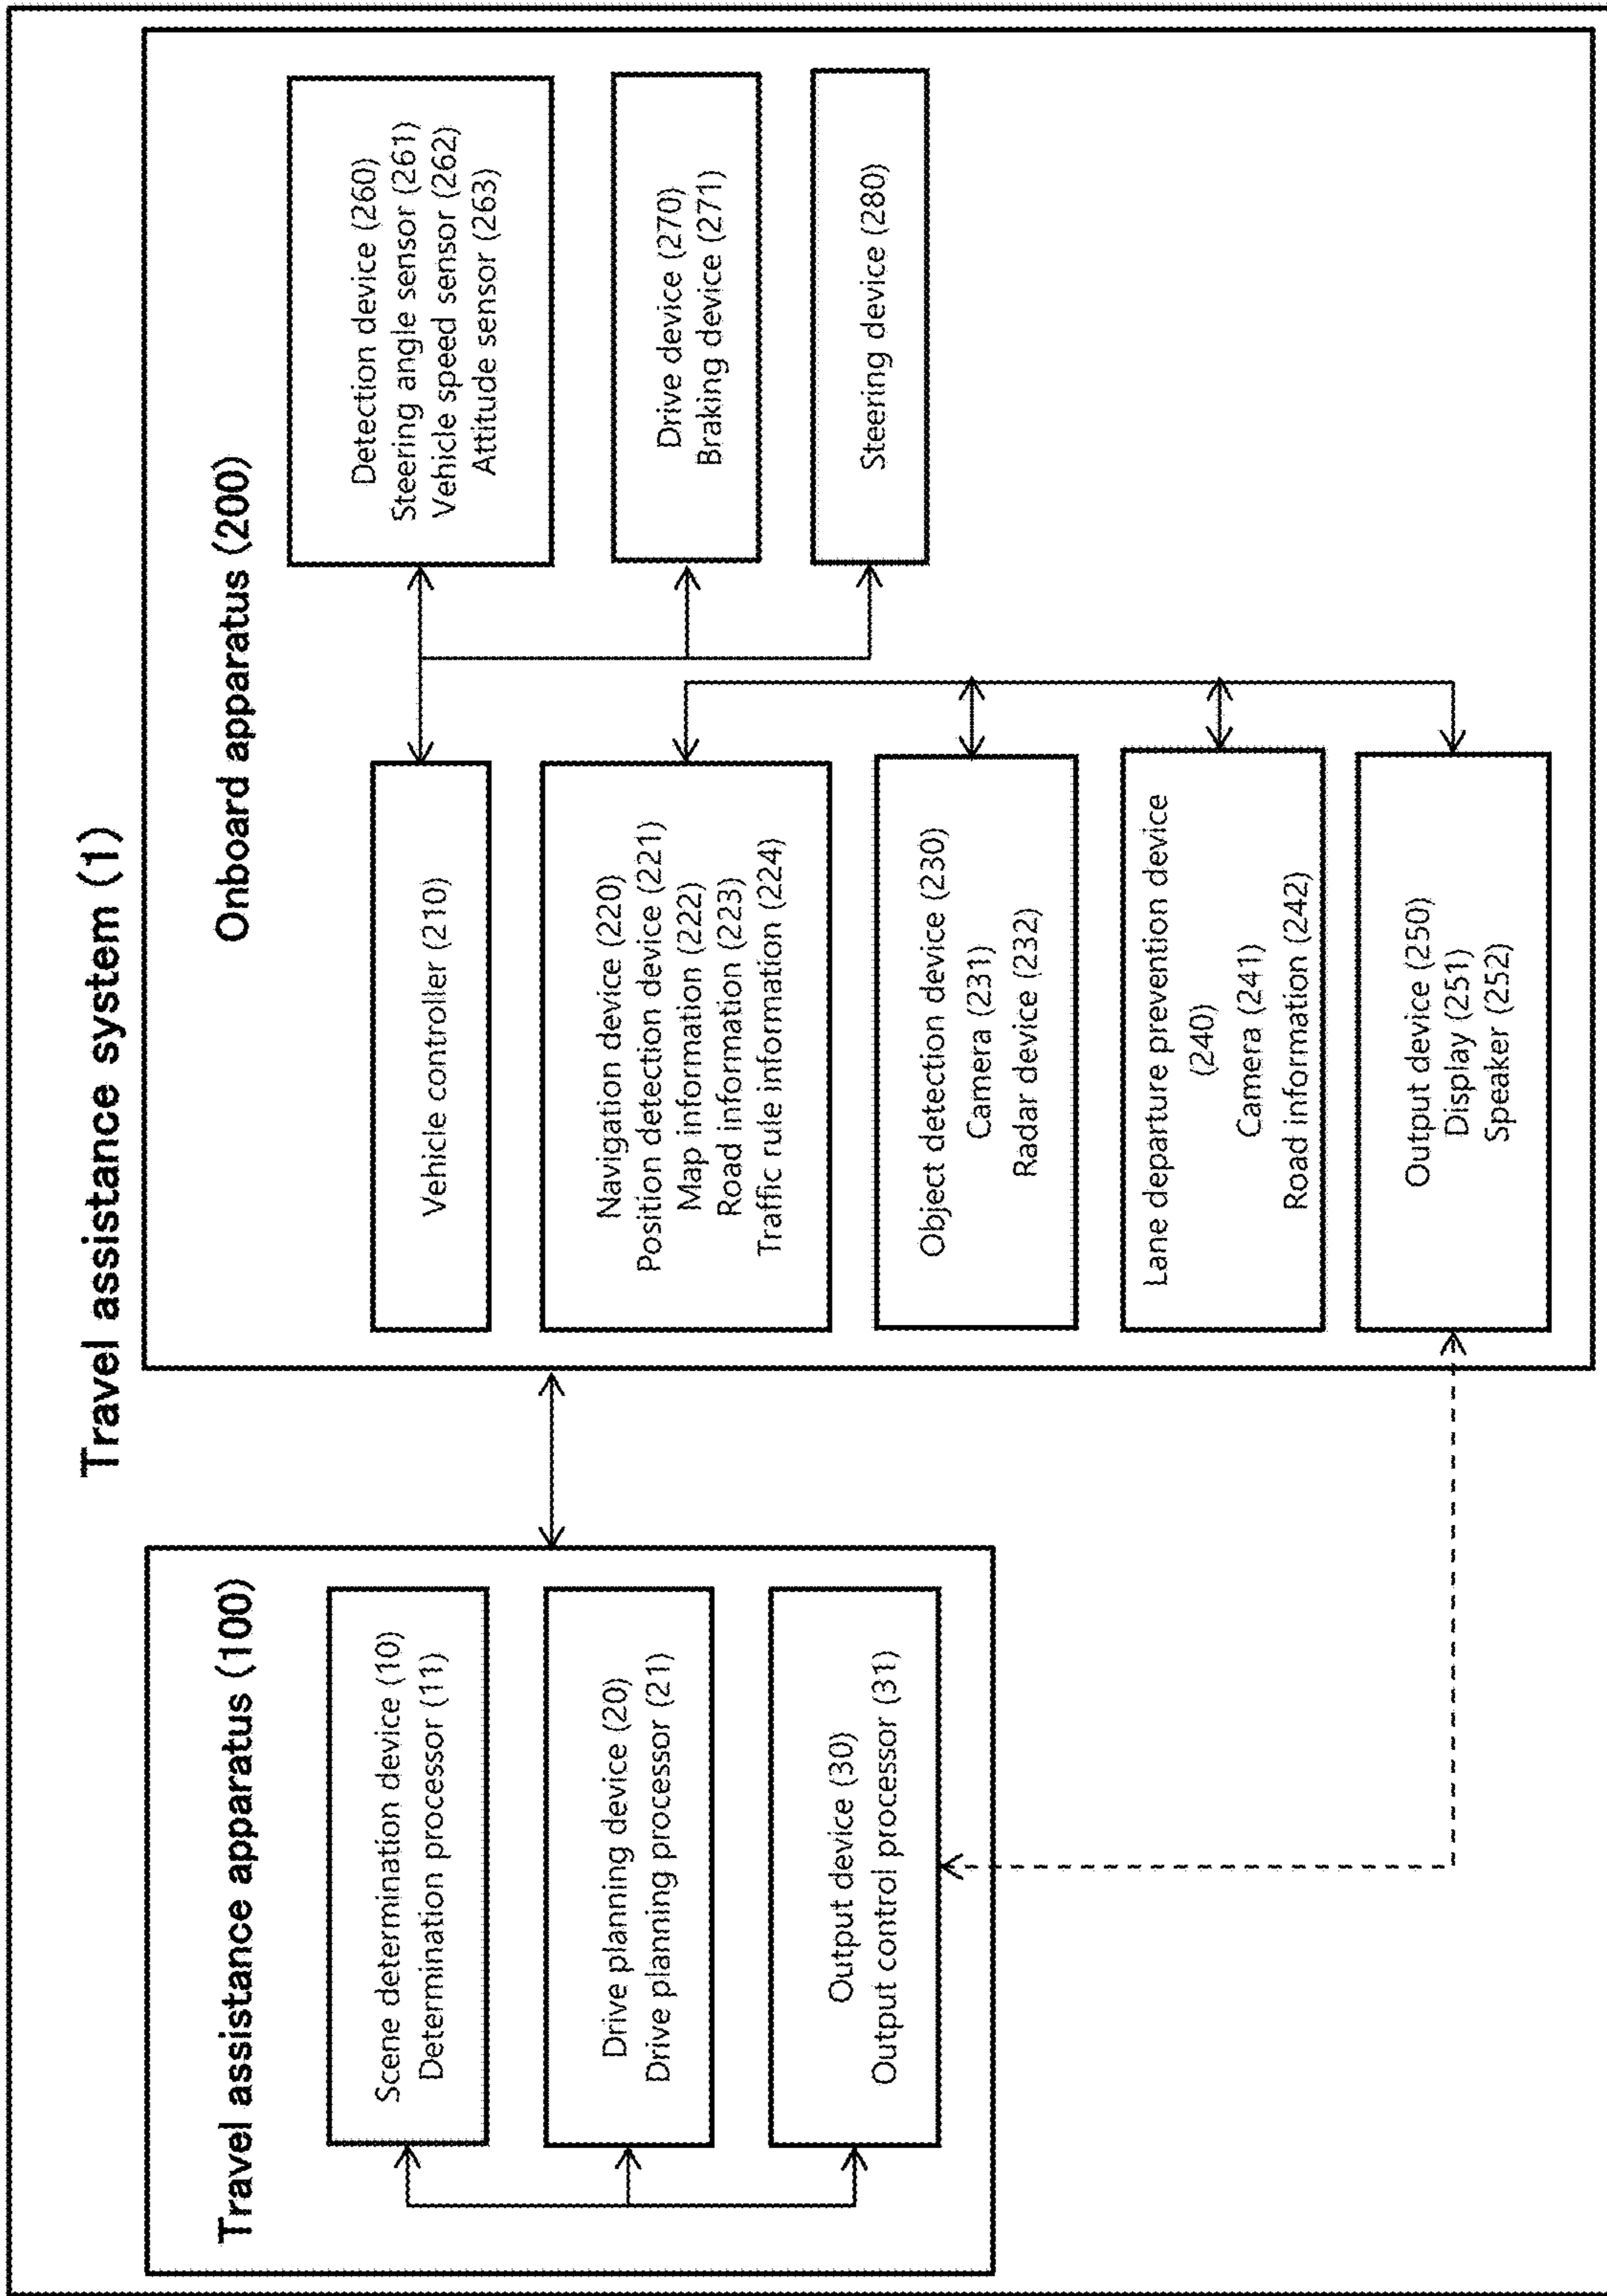 Travel assistance system (1)
Travel assistance apparatus (100)
Scene determination device (10)
Determination processor (11)
Drive planning device (20)
Drive planning processor (21)
Output device (30)
Output control processor (31)
Onboard apparatus (200)
Vehicle controller (210)
Navigation device (220)
Position detection device (221)
Map information (222)
Road information (223)
Traffic rule information (224)
Object detection device (230)
Camera (231)
Radar device (232)
Lane departure prevention device
(240)
Camera (241)
Road information (242)
Output device (250)
Display (251)
Speaker (252)
Detection device (260)
Steering angle sensor (261)
Vehicle speed sensor (262)
Attitude sensor (263)
Drive device (270)
Braking device (271)
Steering device (280)